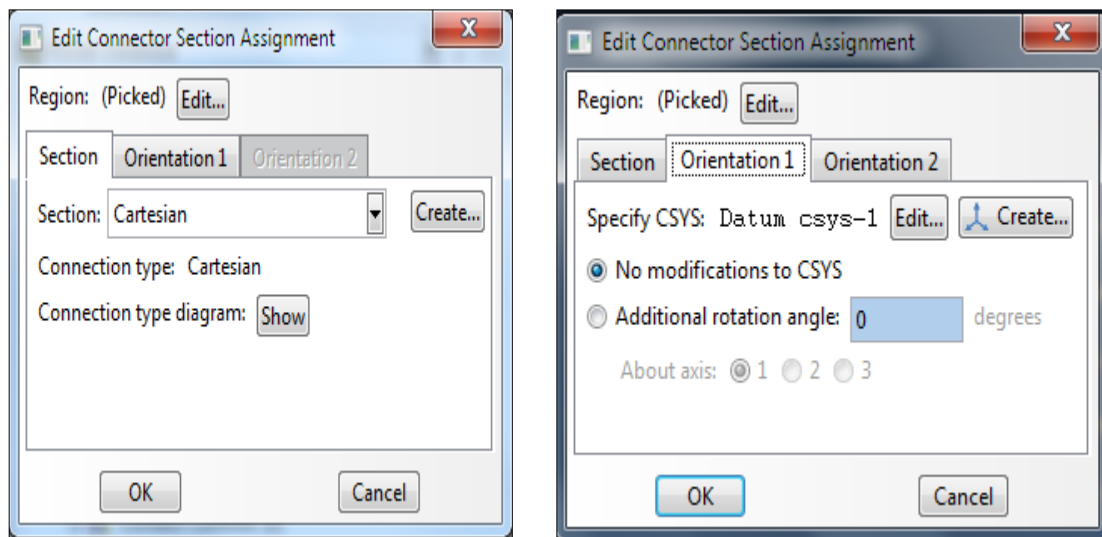 Edit Connector Section Assignment
X
Region: (Picked) Edit...
Section Orientation 1 Orientation 2
Section: Cartesian Create...
Connection type: Cartesian
Connection type diagram: Show
OK Cancel
Edit Connector Section Assignment
X
Region: (Picked) Edit...
Section Orientation 1 Orientation 2
Specify CSYS: Datum csys-1 Edit... Create...
No modifications to CSYS
Additional rotation angle: 0 degrees
About axis: 1 2 3
OK Cancel